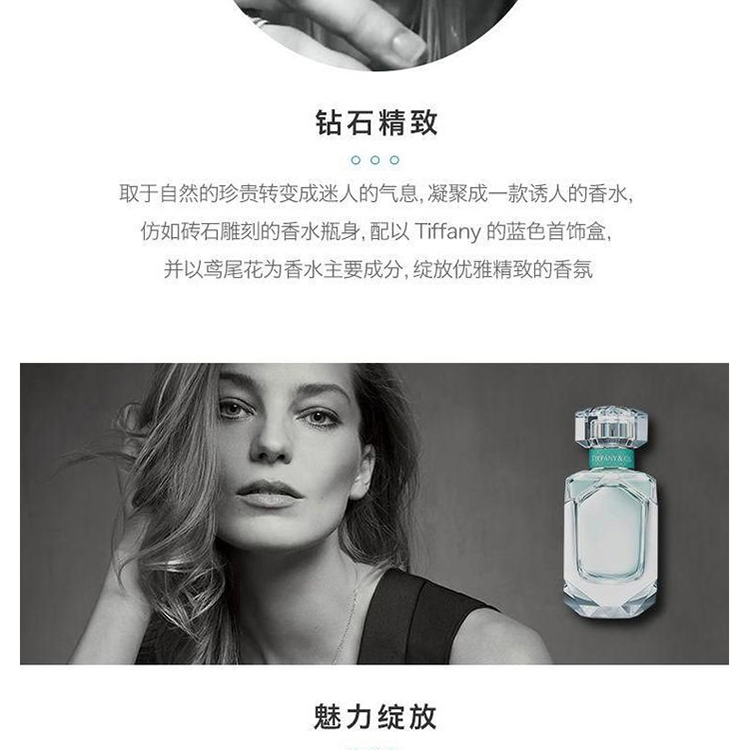 钻石精致
取于自然的珍贵转变成迷人的气息, 凝聚成一款诱人的香水,
仿如砖石雕刻的香水瓶身, 配以 Tiffany 的蓝色首饰盒,
并以鸢尾花为香水主要成分, 绽放优雅精致的香氛
TIFFANY & CO.
魅力绽放